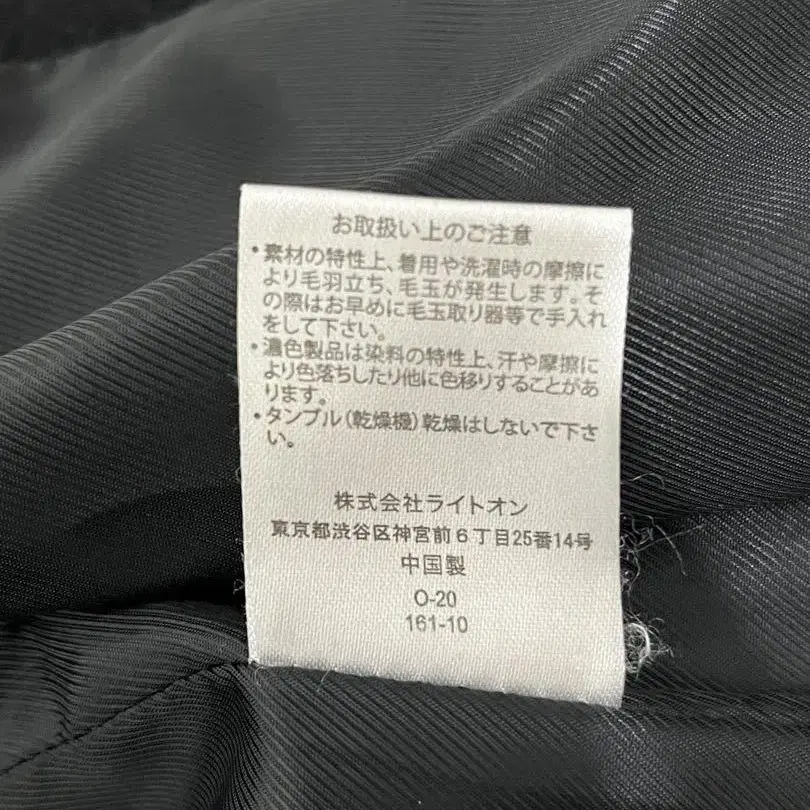 お取扱い上のご注意
・素材の特性上、着用や洗濯時の摩擦に
より毛羽立ち、毛玉が発生します。そ
の際はお早めに毛玉取り器等で手入れ
をして下さい。
・濃色製品は染料の特性上、汗や摩擦に
より色落ちしたり他に色移りすることがあ
ります。
・タンブル(乾燥機)乾燥はしないで下さ
い。
株式会社ライトオン
東京都渋谷区神宮前6丁目25番14号
中国製
O-20
161-10